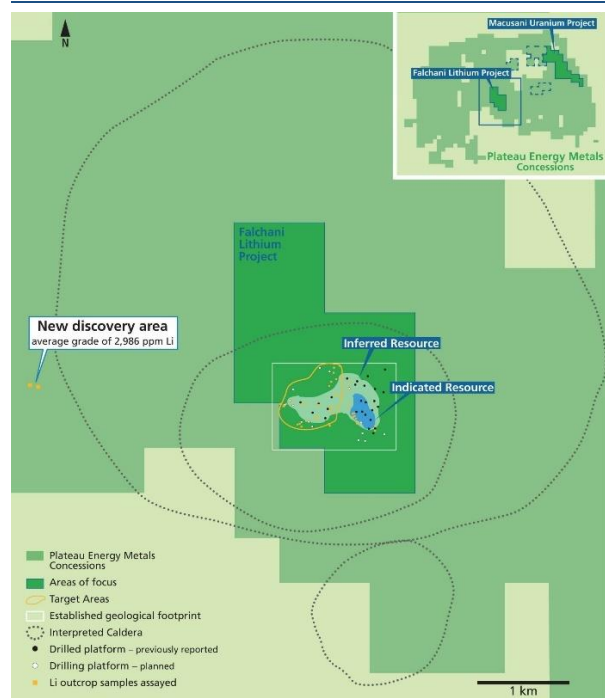 N
Macusani Uranium Project
Falchani Lithium Project
Plateau Energy Metals
Concessions
Falchani
Lithium
Project
New discovery area
average grade of 2,986 ppm Li
Inferred Resource
Indicated Resource
Plateau Energy Metals
Concessions
Areas of focus
Target Areas
Established geological footprint
Interpreted Caldera
Drilled platform – previously reported
Drilling platform – planned
Li outcrop samples assayed
1 km